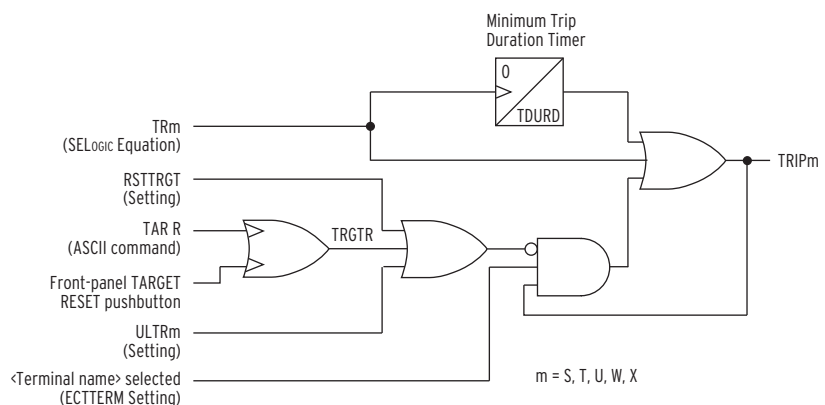 Minimum Trip
Duration Timer
0
TDURD
TRm
(SELOGIC Equation)
TRIPm
RSTTRGT
(Setting)
TAR R
(ASCII command)
TRGTR
Front-panel TARGET
RESET pushbutton
ULTRm
(Setting)
<Terminal name> selected
(ECTTERM Setting)
m = S, T, U, W, X